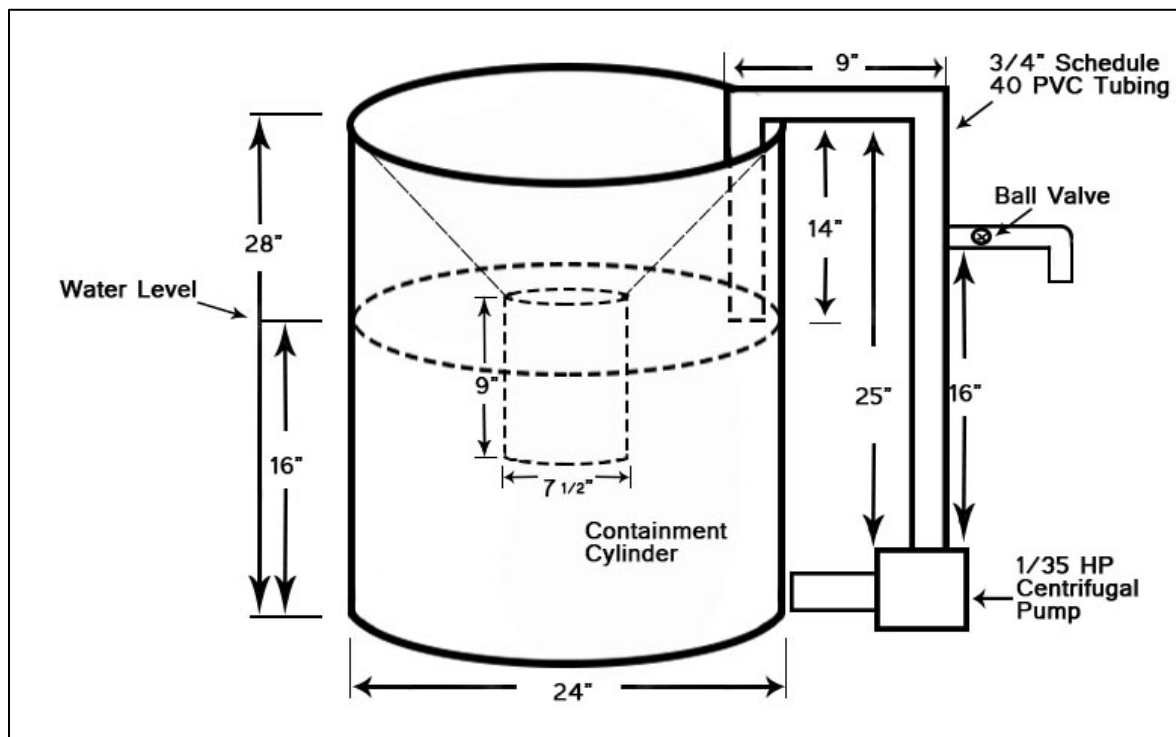 9”
3/4” Schedule
40 PVC Tubing
Ball Valve
28”
14”
Water Level
9”
25”
16”
16”
7 1/2”
Containment
Cylinder
1/35 HP
Centrifugal
Pump
24”